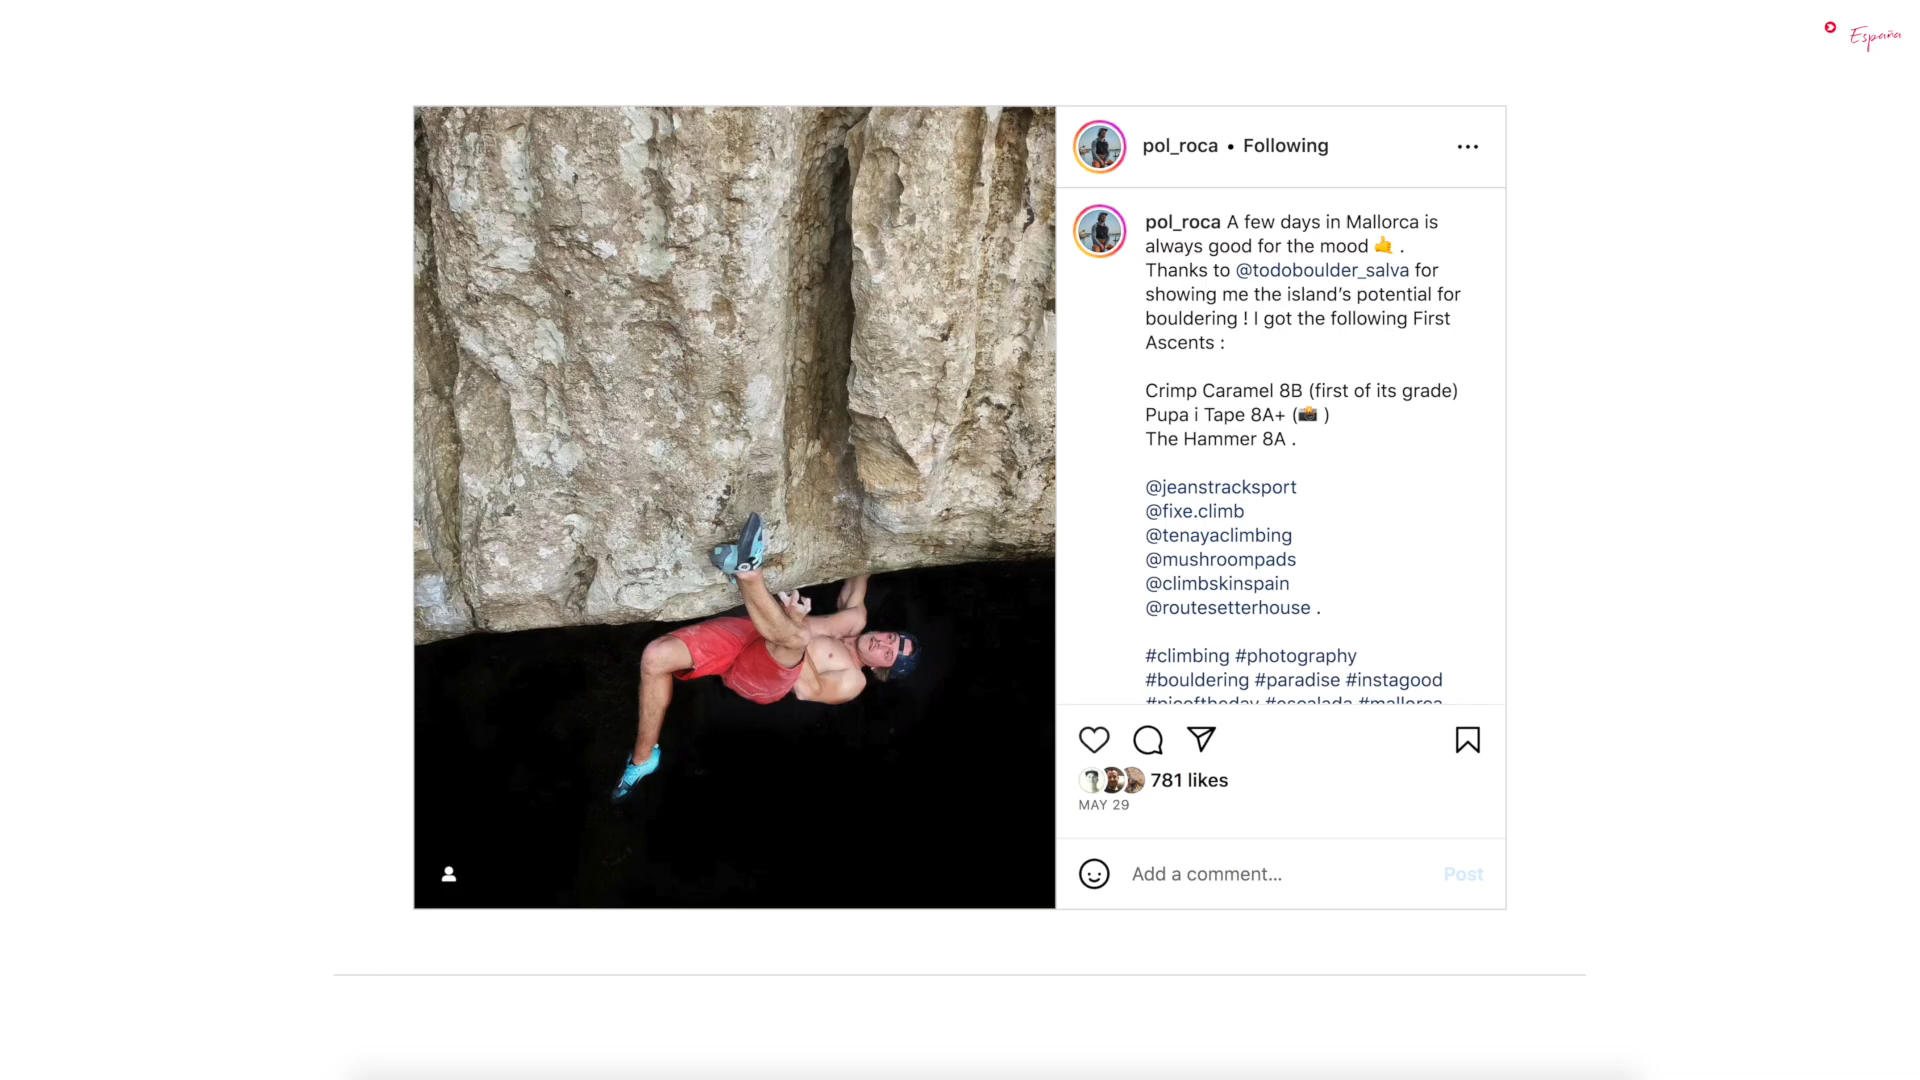 España
pol_roca • Following
pol_roca A few days in Mallorca is
always good for the mood 🤙 .
Thanks to @todoboulder_salva for
showing me the island’s potential for
bouldering ! I got the following First
Ascents :
Crimp Caramel 8B (first of its grade)
Pupa i Tape 8A+ (📸 )
The Hammer 8A .
@jeanstracksport
@fixe.climb
@tenayaclimbing
@mushroompads
@climbskinspain
@routesetterhouse .
#climbing #photography
#bouldering #paradise #instagood
#picoftheday #escalada #mallorca
781 likes
MAY 29
Add a comment...
Post